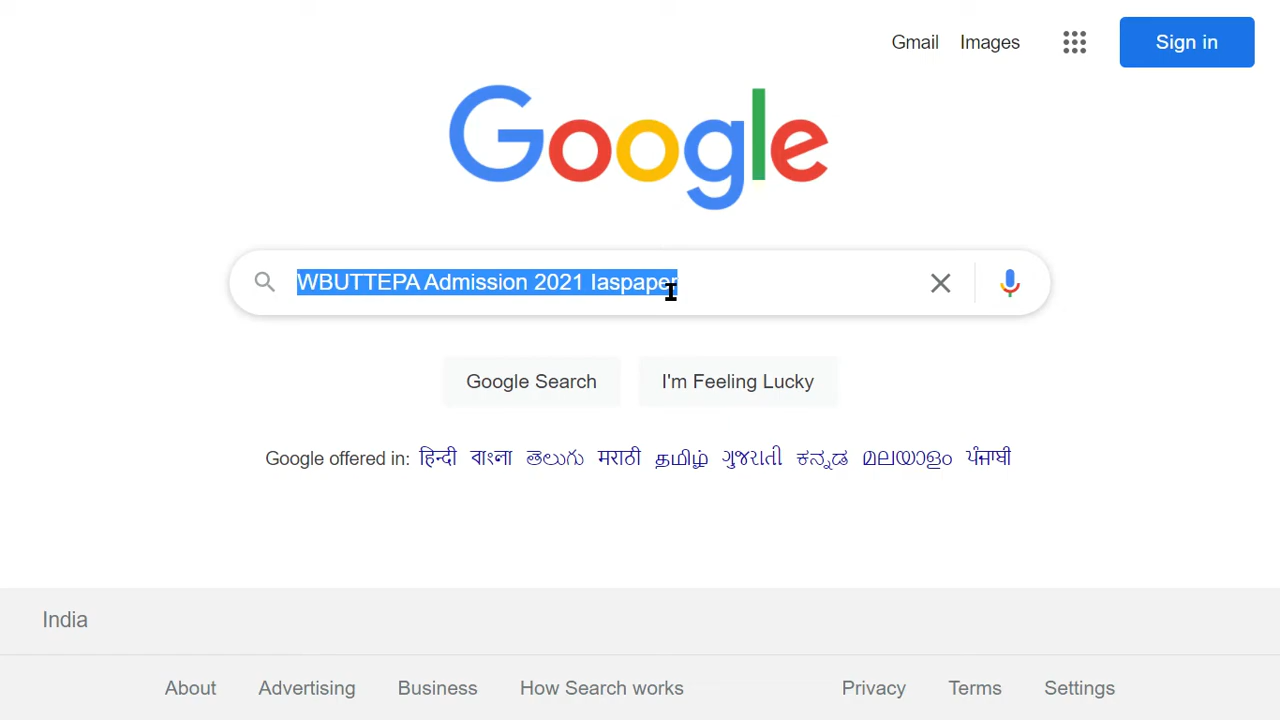 Gmail Images Sign in
Google
WBUTTEPA Admission 2021 Iaspaper
Google Search I'm Feeling Lucky
Google offered in: हिन्दी বাংলা తెలుగు मराठी தமிழ் ગુજરાતી ಕನ್ನಡ മലയാളം ਪੰਜਾਬੀ
India
About Advertising Business How Search works Privacy Terms Settings